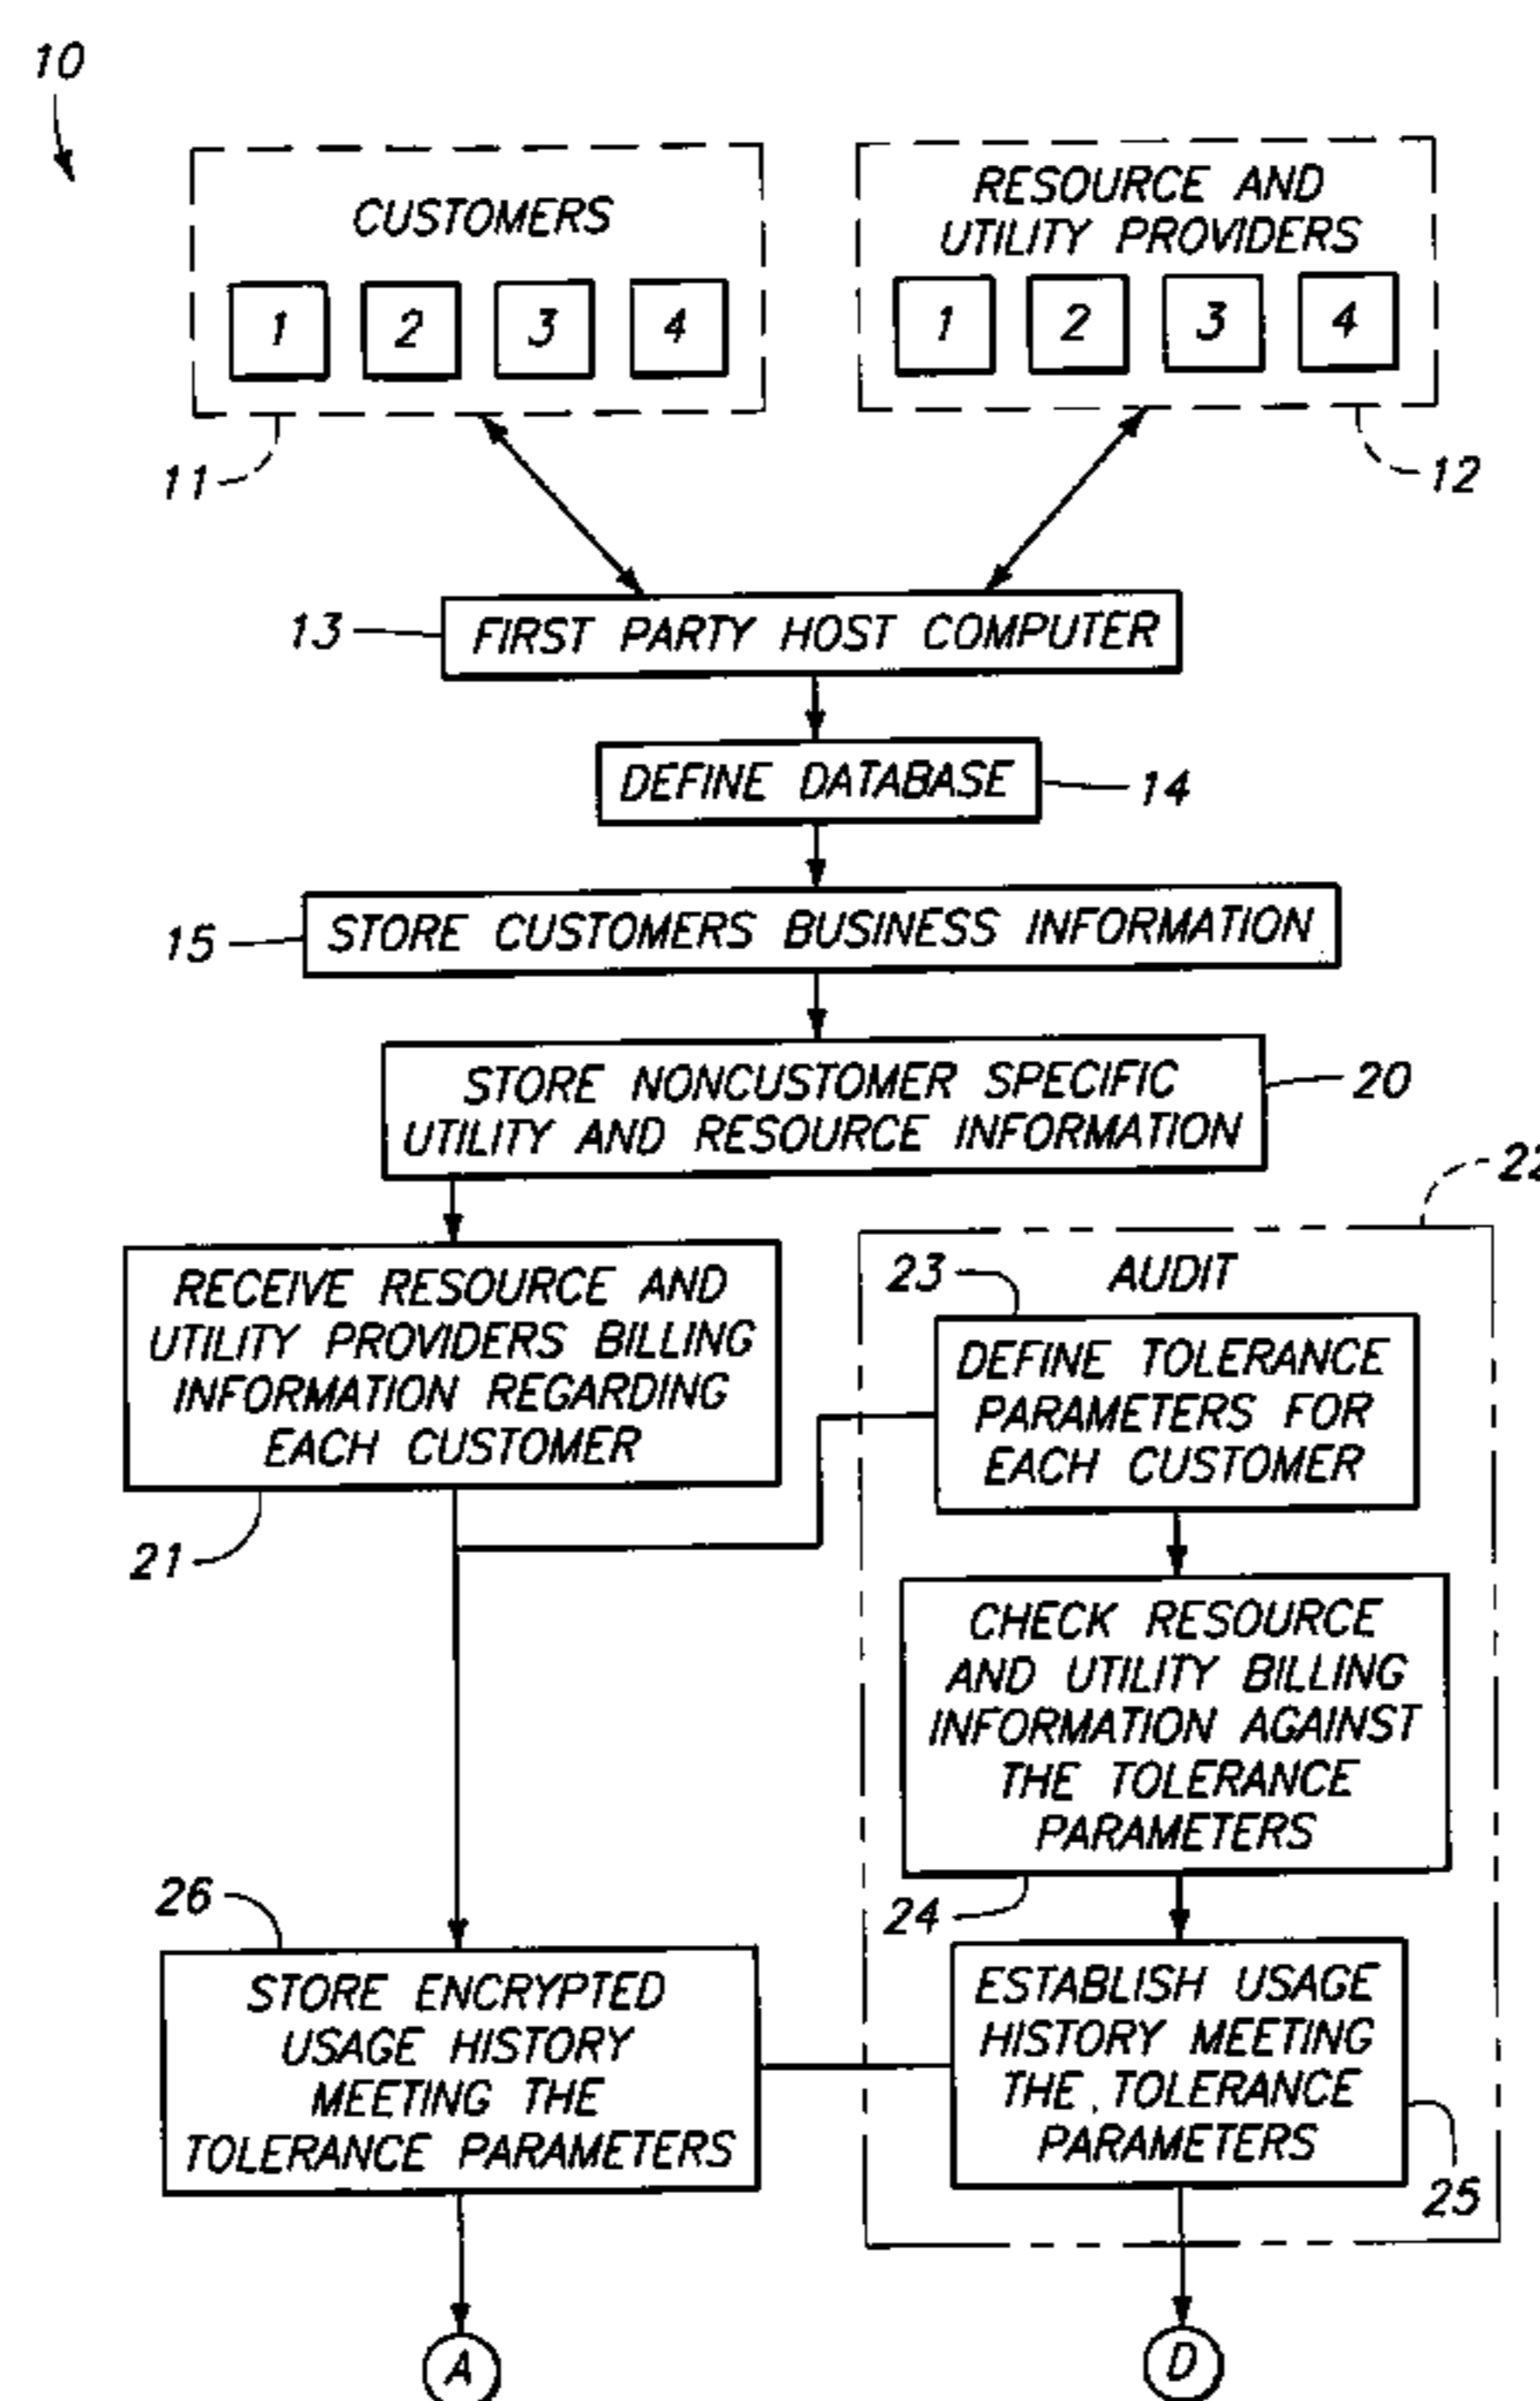 10
CUSTOMERS
1 2 3 4
11
RESOURCE AND
UTILITY PROVIDERS
1 2 3 4
12
13
FIRST PARTY HOST COMPUTER
DEFINE DATABASE
14
15
STORE CUSTOMERS BUSINESS INFORMATION
STORE NONCUSTOMER SPECIFIC
UTILITY AND RESOURCE INFORMATION
20
RECEIVE RESOURCE AND
UTILITY PROVIDERS BILLING
INFORMATION REGARDING
EACH CUSTOMER
21
22
AUDIT
23
DEFINE TOLERANCE
PARAMETERS FOR
EACH CUSTOMER
CHECK RESOURCE
AND UTILITY BILLING
INFORMATION AGAINST
THE TOLERANCE
PARAMETERS
24
ESTABLISH USAGE
HISTORY MEETING
THE TOLERANCE
PARAMETERS
25
26
STORE ENCRYPTED
USAGE HISTORY
MEETING THE
TOLERANCE PARAMETERS
A
D